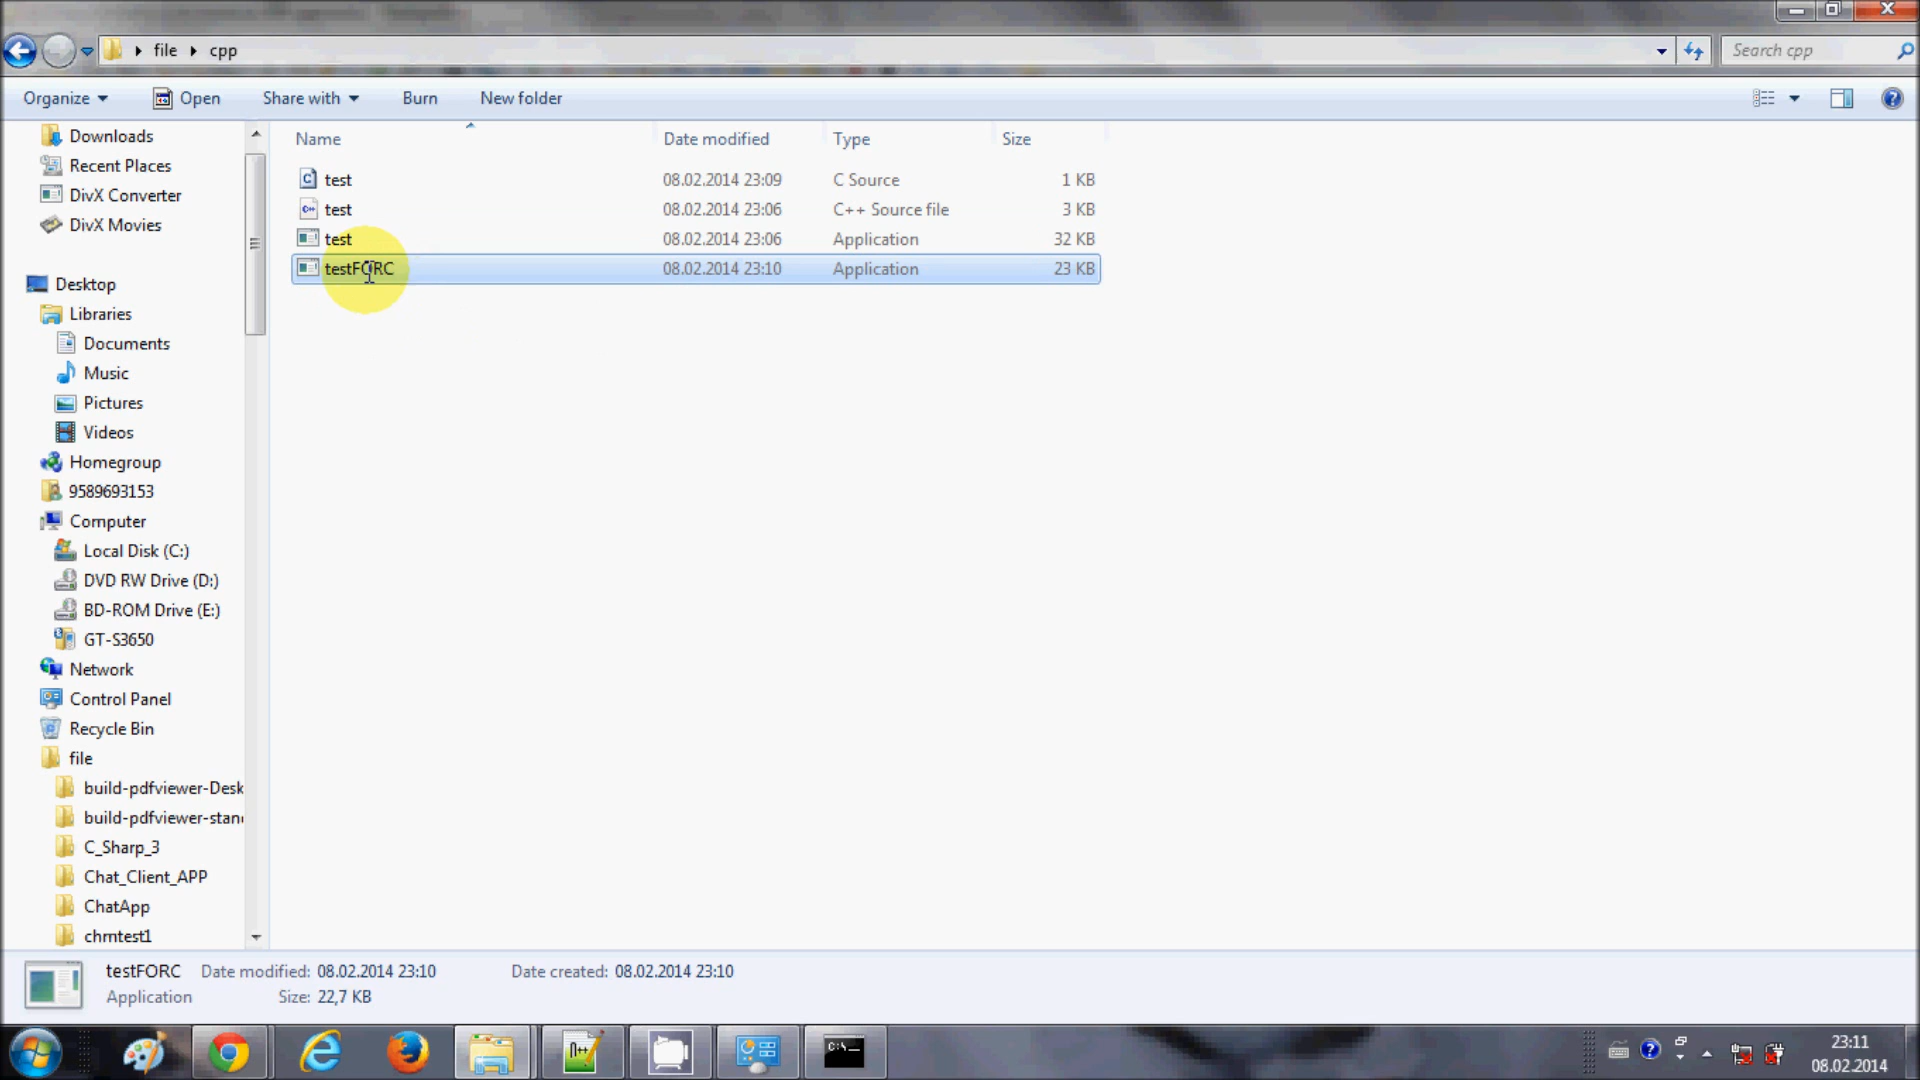 file cpp
Search cpp
Organize Open Share with Burn New folder
Name Date modified Type Size
test 08.02.2014 23:09 C Source 1 KB
test 08.02.2014 23:06 C++ Source file 3 KB
test 08.02.2014 23:06 Application 32 KB
testFORC 08.02.2014 23:10 Application 23 KB
Downloads
Recent Places
DivX Converter
DivX Movies
Desktop
Libraries
Documents
Music
Pictures
Videos
Homegroup
9589693153
Computer
Local Disk (C:)
DVD RW Drive (D:)
BD-ROM Drive (E:)
GT-S3650
Network
Control Panel
Recycle Bin
file
build-pdfviewer-Desk
build-pdfviewer-stan
C_Sharp_3
Chat_Client_APP
ChatApp
chrntest1
testFORC Date modified: 08.02.2014 23:10 Date created: 08.02.2014 23:10
Application Size: 22,7 KB
23:11
08.02.2014